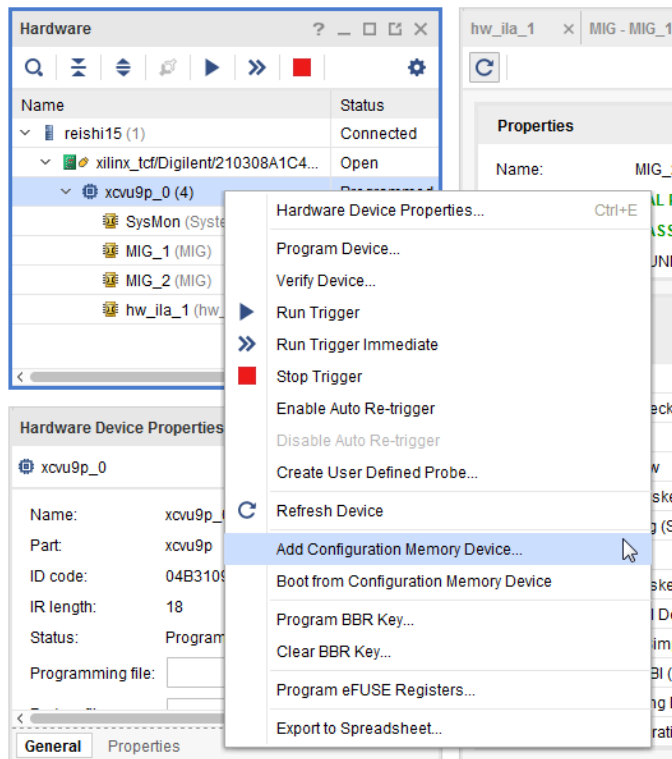 Hardware
hw_ila_1
MIG - MIG_1
Name Status
reishi15 (1) Connected
xilinx_tcf/Digilent/210308A1C4... Open
xcvu9p_0 (4)
SysMon
MIG_1 (MIG)
MIG_2 (MIG)
hw_ila_1
Properties
Name:
Hardware Device Properties... Ctrl+E
Program Device...
Verify Device...
Run Trigger
Run Trigger Immediate
Stop Trigger
Enable Auto Re-trigger
Disable Auto Re-trigger
Create User Defined Probe...
Refresh Device
Add Configuration Memory Device...
Boot from Configuration Memory Device
Program BBR Key...
Clear BBR Key...
Program eFUSE Registers...
Export to Spreadsheet...
Hardware Device Properties
xcvu9p_0
Name:
Part: xcvu9p
ID code: 04B3109
IR length: 18
Status: Program
Programming file:
General Properties